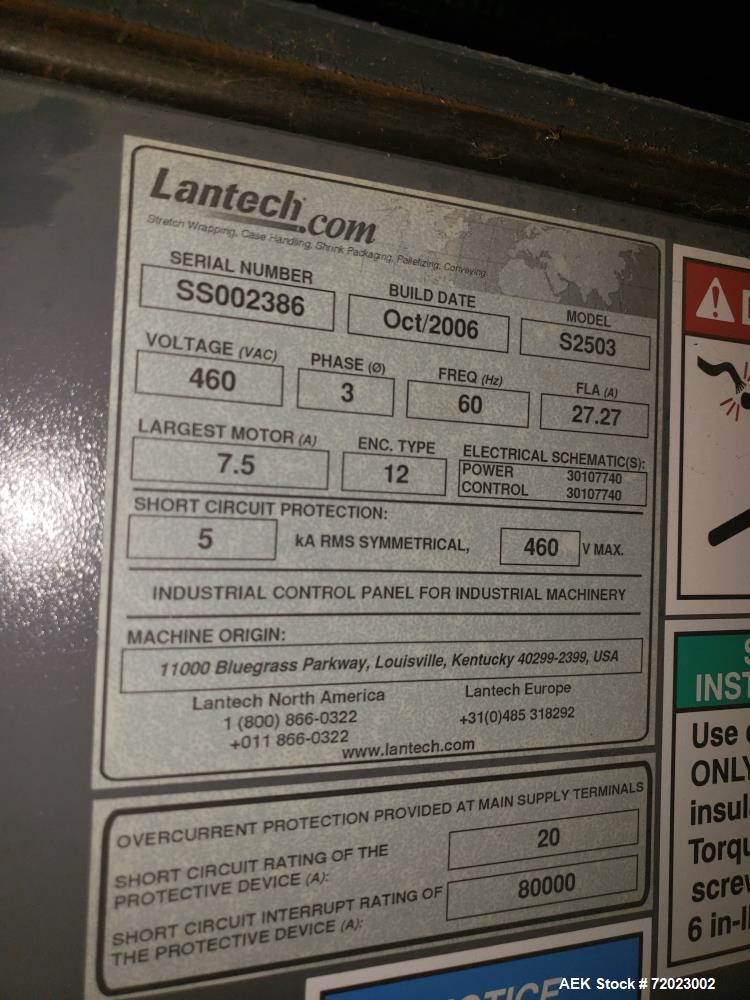 Lantech.com
Stretch Wrapping, Case Handling, Shrink Packaging, Palletizing, Conveying
SERIAL NUMBER BUILD DATE MODEL
SS002386 Oct/2006 S2503
VOLTAGE (VAC) PHASE (Ø) FREQ (Hz) FLA (A)
460 3 60 27.27
LARGEST MOTOR (A) ENC. TYPE ELECTRICAL SCHEMATIC(S):
7.5 12 POWER 30107740
CONTROL 30107740
SHORT CIRCUIT PROTECTION:
5 kA RMS SYMMETRICAL, 460 V MAX.
INDUSTRIAL CONTROL PANEL FOR INDUSTRIAL MACHINERY
MACHINE ORIGIN:
11000 Bluegrass Parkway, Louisville, Kentucky 40299-2399, USA
Lantech North America Lantech Europe
1 (800) 866-0322 +31(0)485 318292
+011 866-0322
www.lantech.com
OVERCURRENT PROTECTION PROVIDED AT MAIN SUPPLY TERMINALS
SHORT CIRCUIT RATING OF THE
PROTECTIVE DEVICE (A): 20
SHORT CIRCUIT INTERRUPT RATING OF
THE PROTECTIVE DEVICE (A): 80000
INST
Use
ONLY
insul
Torqu
screw
6 in-l
OTICE
AEK Stock # 72023002